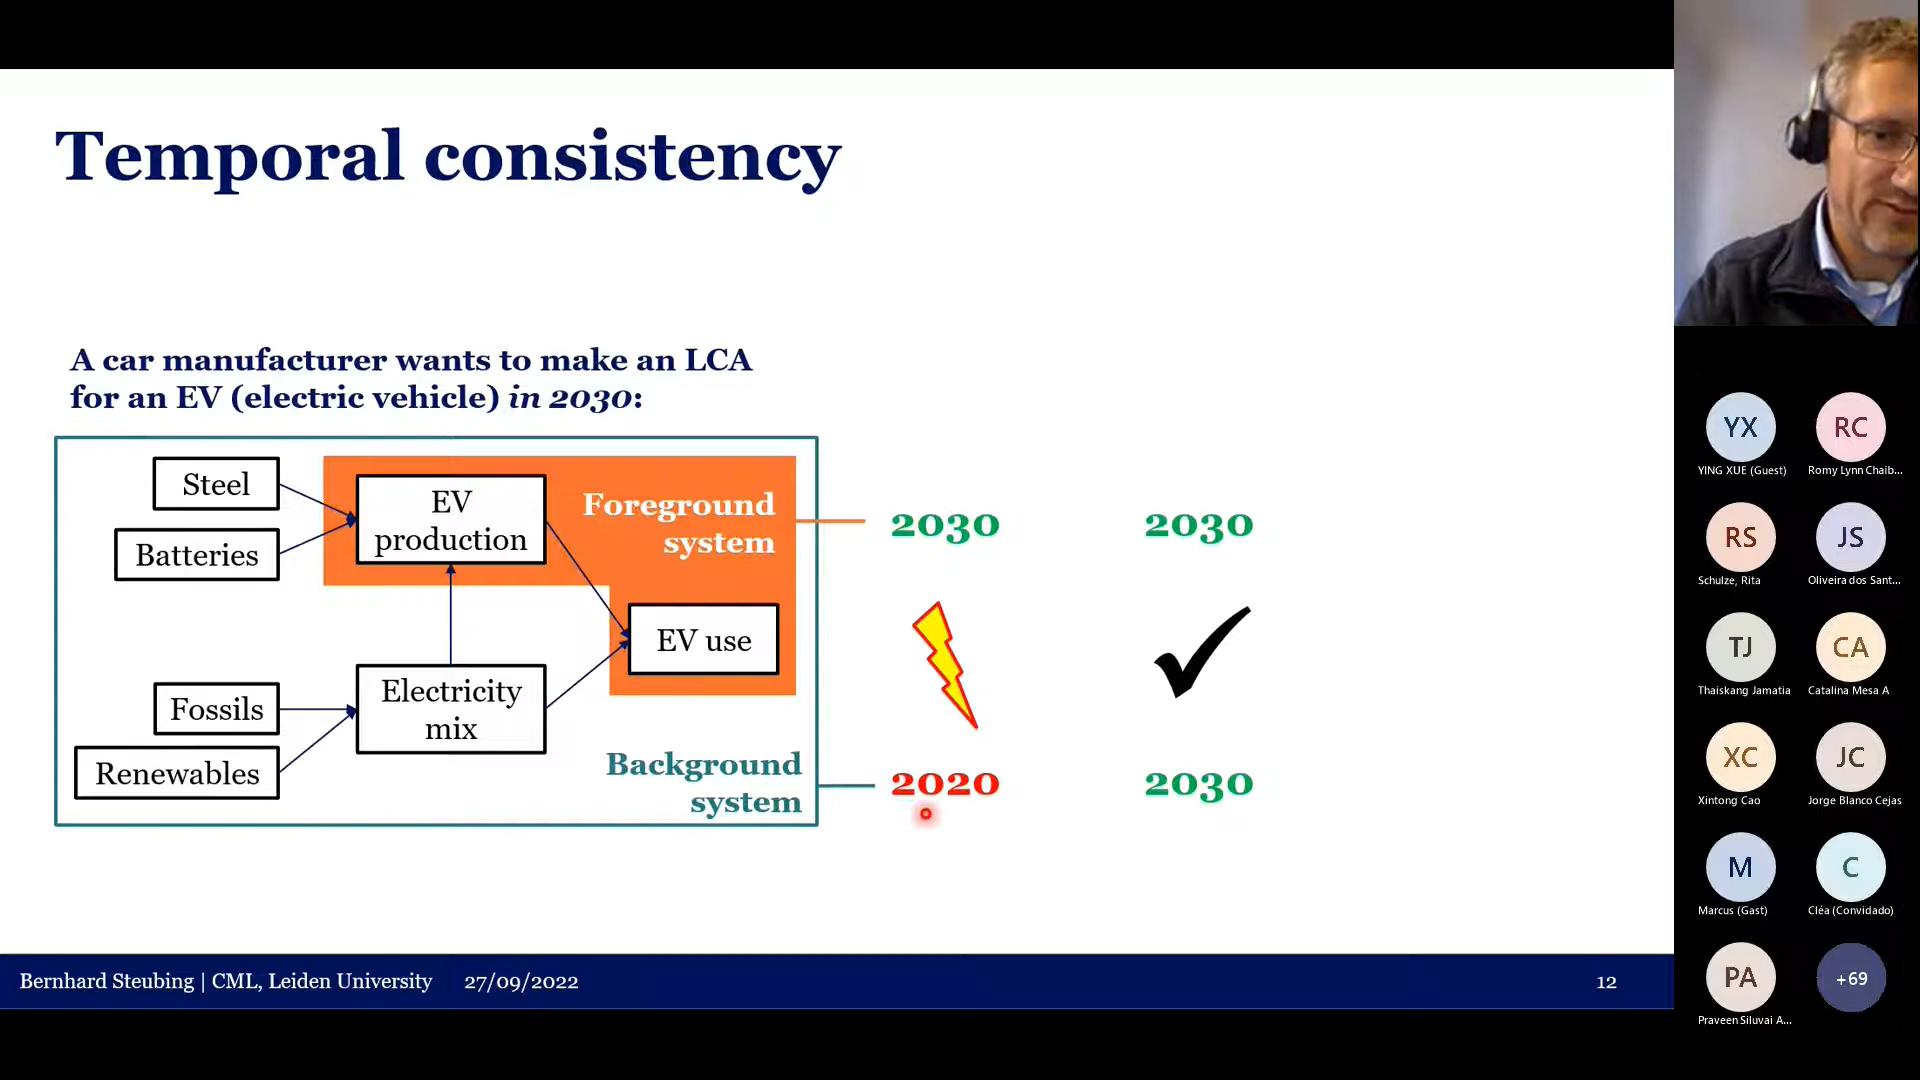 Temporal consistency
A car manufacturer wants to make an LCA
for an EV (electric vehicle) in 2030:
Steel
Batteries
EV
production
Foreground
system
2030
2030
EV use
Fossils
Renewables
Electricity
mix
Background
system
2020
2030
Bernhard Steubing | CML, Leiden University 27/09/2022 12
YX
YING XUE (Guest)
RC
Romy Lynn Chaib...
RS
Schulze, Rita
JS
Oliveira dos Sant...
TJ
Thaiskang Jamatia
CA
Catalina Mesa A
XC
Xintong Cao
JC
Jorge Blanco Cejas
M
Marcus (Gast)
C
Cléa (Convidado)
PA
Praveen Siluvai A...
+69